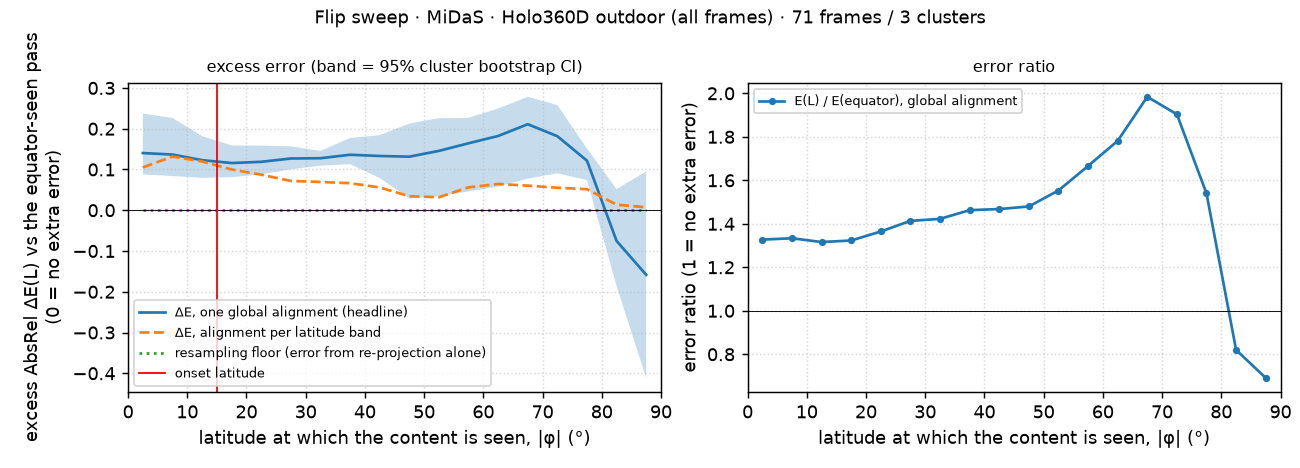 Flip sweep · MiDaS · Holo360D outdoor (all frames) · 71 frames / 3 clusters
excess error (band = 95% cluster bootstrap CI)
excess AbsRel ΔE(L) vs the equator-seen pass
(0 = no extra error)
0.3
0.2
0.1
0.0
−0.1
−0.2
−0.3
−0.4
ΔE, one global alignment (headline)
ΔE, alignment per latitude band
resampling floor (error from re-projection alone)
onset latitude
0 10 20 30 40 50 60 70 80 90
latitude at which the content is seen, |φ| (°)
error ratio
error ratio (1 = no extra error)
2.0
1.8
1.6
1.4
1.2
1.0
0.8
E(L) / E(equator), global alignment
0 10 20 30 40 50 60 70 80 90
latitude at which the content is seen, |φ| (°)